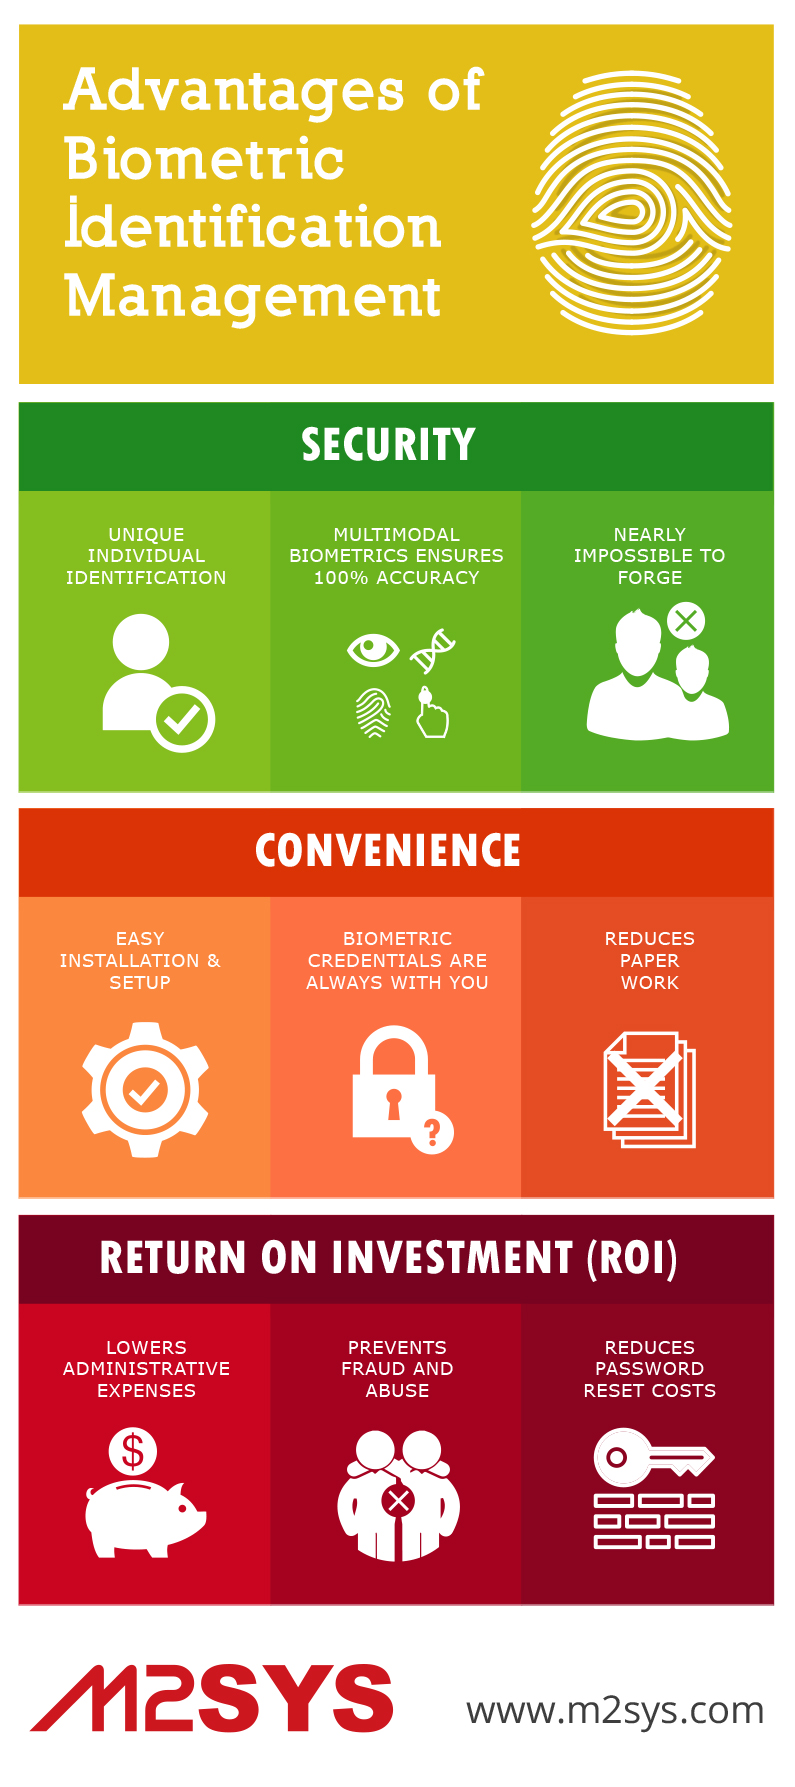 Advantages of
Biometric
İdentification
Management
SECURITY
UNIQUE
INDIVIDUAL
IDENTIFICATION
MULTIMODAL
BIOMETRICS ENSURES
100% ACCURACY
NEARLY
IMPOSSIBLE TO
FORGE
CONVENIENCE
EASY
INSTALLATION &
SETUP
BIOMETRIC
CREDENTIALS ARE
ALWAYS WITH YOU
?
REDUCES
PAPER
WORK
RETURN ON INVESTMENT (ROI)
LOWERS
ADMINISTRATIVE
EXPENSES
$
PREVENTS
FRAUD AND
ABUSE
REDUCES
PASSWORD
RESET COSTS
M2SYS
www.m2sys.com